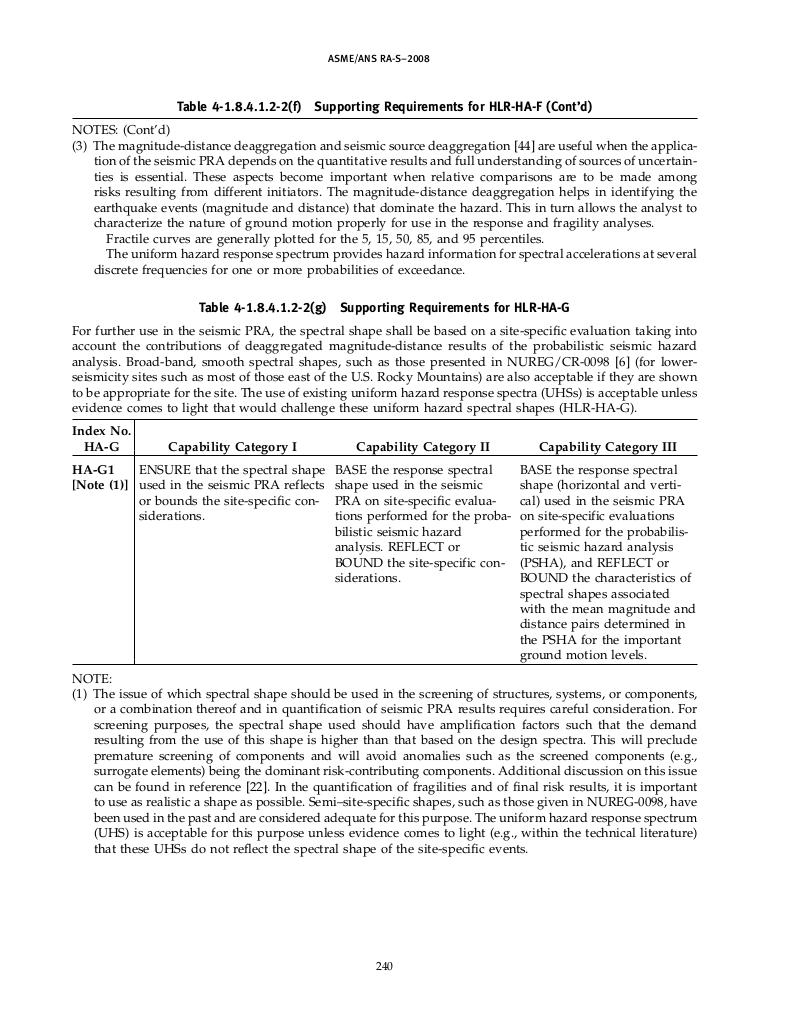 ASME/ANS RA-S–2008
Table 4-1.8.4.1.2-2(f) Supporting Requirements for HLR-HA-F (Cont'd)
NOTES: (Cont'd)
(3) The magnitude-distance deaggregation and seismic source deaggregation [44] are useful when the applica-
tion of the seismic PRA depends on the quantitative results and full understanding of sources of uncertain-
ties is essential. These aspects become important when relative comparisons are to be made among
risks resulting from different initiators. The magnitude-distance deaggregation helps in identifying the
earthquake events (magnitude and distance) that dominate the hazard. This in turn allows the analyst to
characterize the nature of ground motion properly for use in the response and fragility analyses.
Fractile curves are generally plotted for the 5, 15, 50, 85, and 95 percentiles.
The uniform hazard response spectrum provides hazard information for spectral accelerations at several
discrete frequencies for one or more probabilities of exceedance.
Table 4-1.8.4.1.2-2(g) Supporting Requirements for HLR-HA-G
For further use in the seismic PRA, the spectral shape shall be based on a site-specific evaluation taking into
account the contributions of deaggregated magnitude-distance results of the probabilistic seismic hazard
analysis. Broad-band, smooth spectral shapes, such as those presented in NUREG/CR-0098 [6] (for lower-
seismicity sites such as most of those east of the U.S. Rocky Mountains) are also acceptable if they are shown
to be appropriate for the site. The use of existing uniform hazard response spectra (UHSs) is acceptable unless
evidence comes to light that would challenge these uniform hazard spectral shapes (HLR-HA-G).
Index No.
HA-G
Capability Category I
Capability Category II
Capability Category III
HA-G1
[Note (1)]
ENSURE that the spectral shape
used in the seismic PRA reflects
or bounds the site-specific con-
siderations.
BASE the response spectral
shape used in the seismic
PRA on site-specific evalua-
tions performed for the proba-
bilistic seismic hazard
analysis. REFLECT or
BOUND the site-specific con-
siderations.
BASE the response spectral
shape (horizontal and verti-
cal) used in the seismic PRA
on site-specific evaluations
performed for the probabilis-
tic seismic hazard analysis
(PSHA), and REFLECT or
BOUND the characteristics of
spectral shapes associated
with the mean magnitude and
distance pairs determined in
the PSHA for the important
ground motion levels.
NOTE:
(1) The issue of which spectral shape should be used in the screening of structures, systems, or components,
or a combination thereof and in quantification of seismic PRA results requires careful consideration. For
screening purposes, the spectral shape used should have amplification factors such that the demand
resulting from the use of this shape is higher than that based on the design spectra. This will preclude
premature screening of components and will avoid anomalies such as the screened components (e.g.,
surrogate elements) being the dominant risk-contributing components. Additional discussion on this issue
can be found in reference [22]. In the quantification of fragilities and of final risk results, it is important
to use as realistic a shape as possible. Semi–site-specific shapes, such as those given in NUREG-0098, have
been used in the past and are considered adequate for this purpose. The uniform hazard response spectrum
(UHS) is acceptable for this purpose unless evidence comes to light (e.g., within the technical literature)
that these UHSs do not reflect the spectral shape of the site-specific events.
240